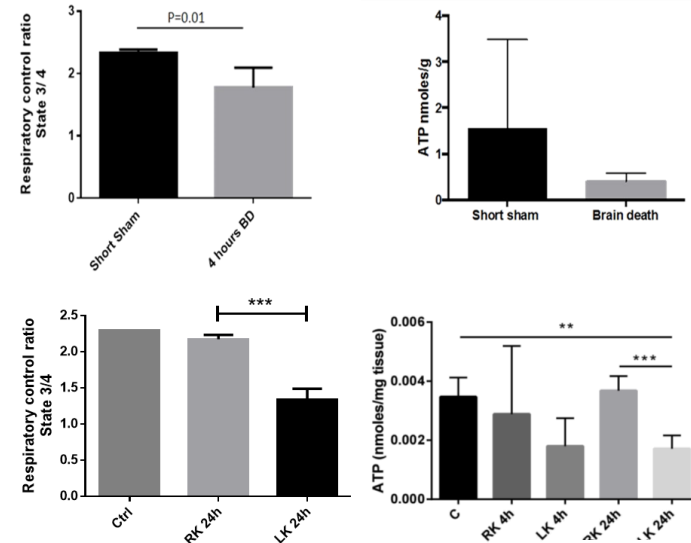 Respiratory control ratio
State 3/ 4
3
2
1
0
P=0.01
Short Sham
4 hours BD
ATP nmoles/g
4
3
2
1
0
Short sham
Brain death
Respiratory control ratio
State 3/4
2.5
2.0
1.5
1.0
0.5
0.0
***
Ctrl
RK 24h
LK 24h
ATP (nmoles/mg tissue)
0.006
0.004
0.002
0.000
**
***
C
RK 4h
LK 4h
RK 24h
LK 24h